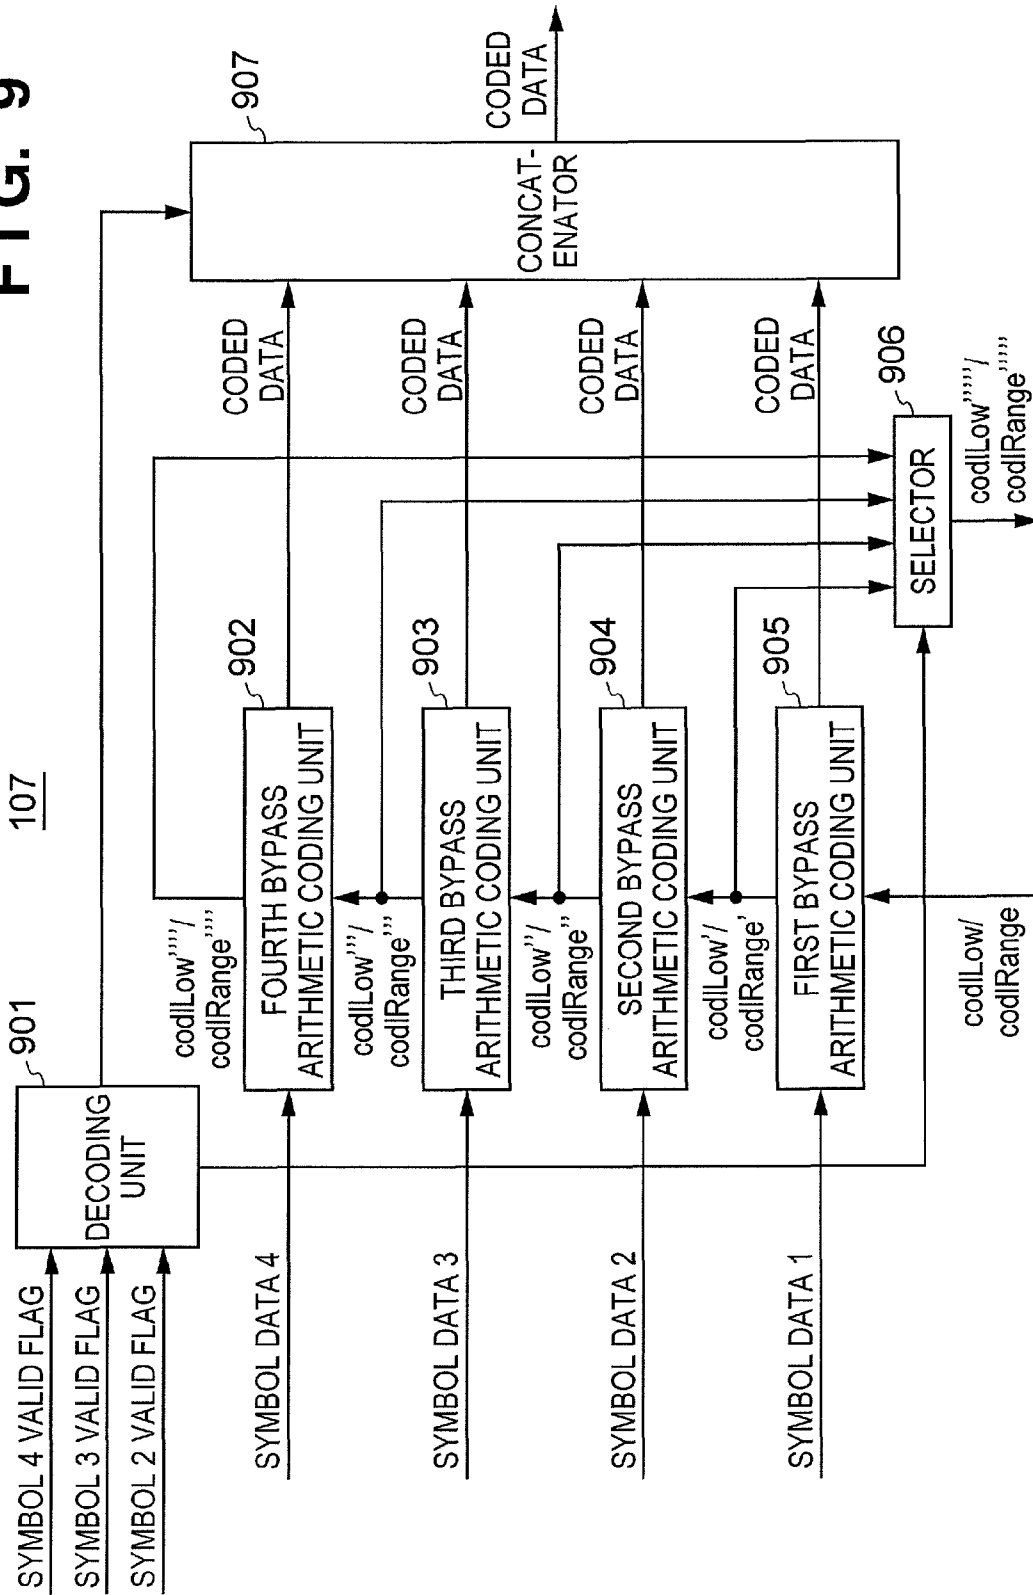 FIG. 9
107
SYMBOL 4 VALID FLAG
SYMBOL 3 VALID FLAG
SYMBOL 2 VALID FLAG
901
DECODING
UNIT
codILow''''/
codIRange''''
902
SYMBOL DATA 4
FOURTH BYPASS
ARITHMETIC CODING UNIT
CODED
DATA
codILow'''/
codIRange'''
903
SYMBOL DATA 3
THIRD BYPASS
ARITHMETIC CODING UNIT
CODED
DATA
codILow''/
codIRange''
904
SYMBOL DATA 2
SECOND BYPASS
ARITHMETIC CODING UNIT
CODED
DATA
codILow'/
codIRange'
905
SYMBOL DATA 1
FIRST BYPASS
ARITHMETIC CODING UNIT
CODED
DATA
codILow/
codIRange
907
CONCAT-
ENATOR
CODED
DATA
906
SELECTOR
codILow'''''/
codIRange'''''